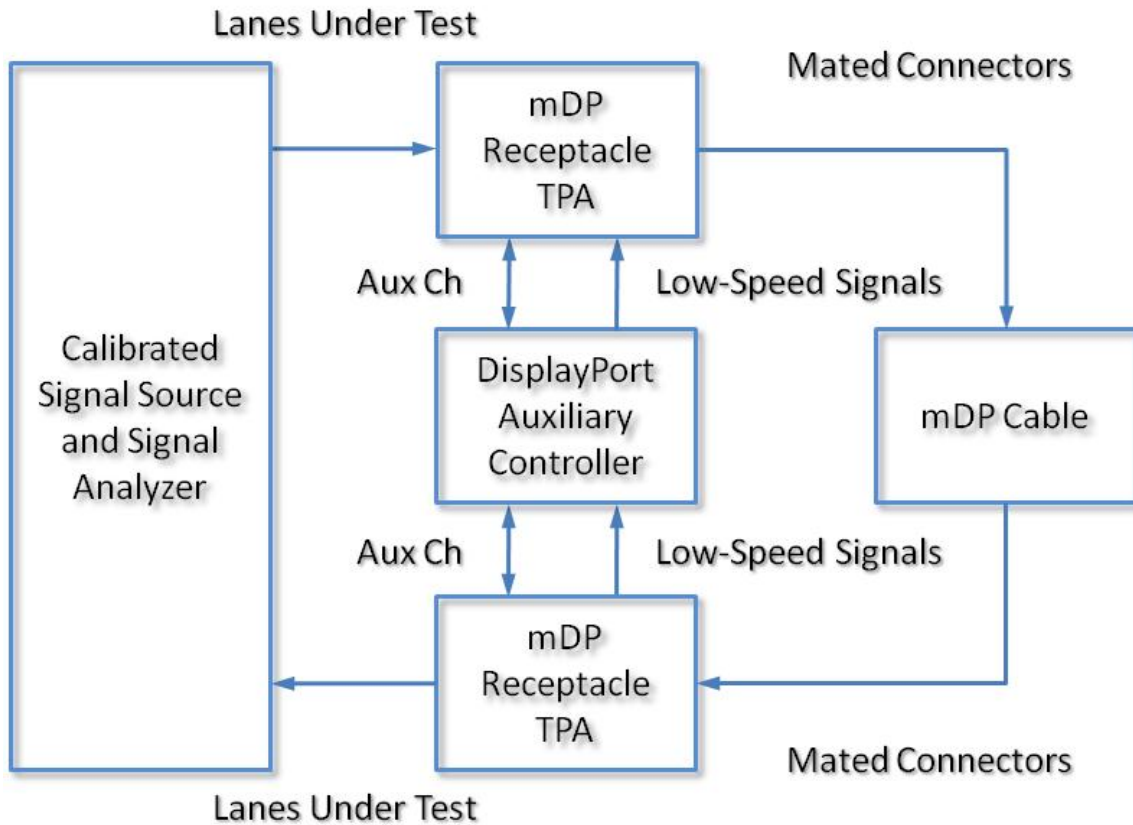 Lanes Under Test
Mated Connectors
mDP
Receptacle
TPA
Aux Ch
Low-Speed Signals
Calibrated
Signal Source
and Signal
Analyzer
DisplayPort
Auxiliary
Controller
mDP Cable
Aux Ch
Low-Speed Signals
mDP
Receptacle
TPA
Mated Connectors
Lanes Under Test